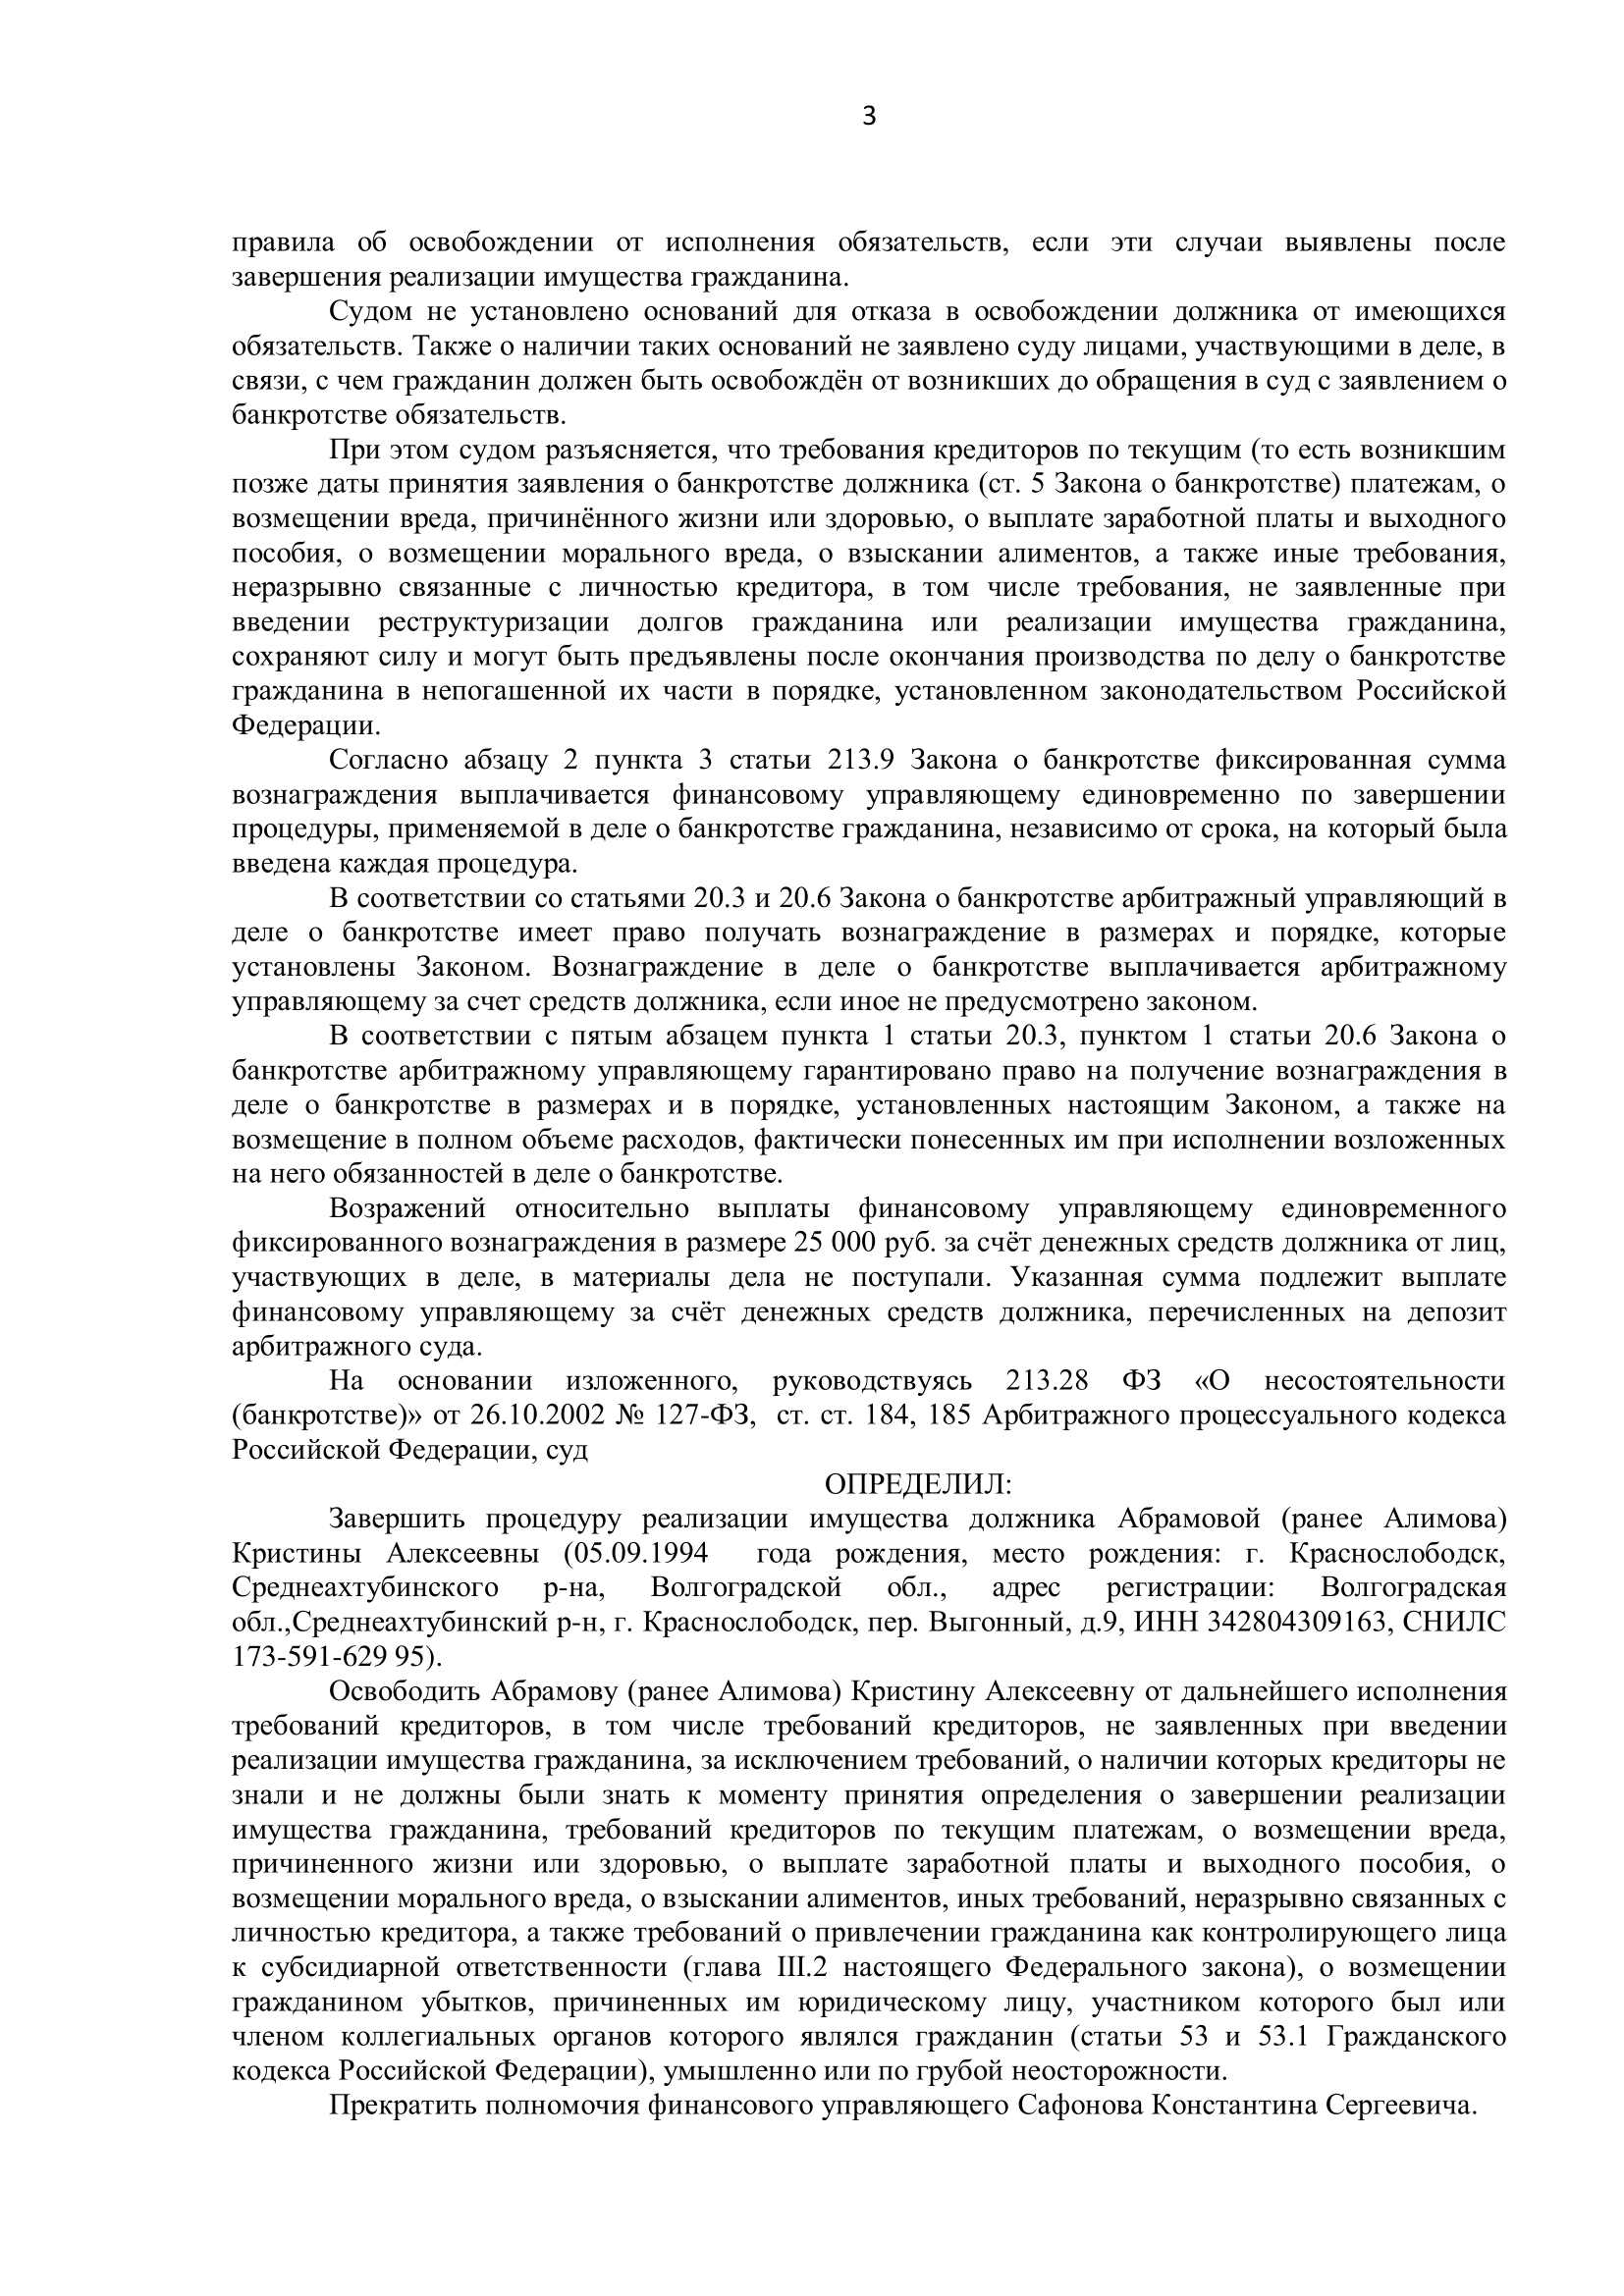 3
правила об освобождении от исполнения обязательств, если эти случаи выявлены после
завершения реализации имущества гражданина.
Судом не установлено оснований для отказа в освобождении должника от имеющихся
обязательств. Также о наличии таких оснований не заявлено суду лицами, участвующими в деле, в
связи, с чем гражданин должен быть освобождён от возникших до обращения в суд с заявлением о
банкротстве обязательств.
При этом судом разъясняется, что требования кредиторов по текущим (то есть возникшим
позже даты принятия заявления о банкротстве должника (ст. 5 Закона о банкротстве) платежам, о
возмещении вреда, причинённого жизни или здоровью, о выплате заработной платы и выходного
пособия, о возмещении морального вреда, о взыскании алиментов, а также иные требования,
неразрывно связанные с личностью кредитора, в том числе требования, не заявленные при
введении реструктуризации долгов гражданина или реализации имущества гражданина,
сохраняют силу и могут быть предъявлены после окончания производства по делу о банкротстве
гражданина в непогашенной их части в порядке, установленном законодательством Российской
Федерации.
Согласно абзацу 2 пункта 3 статьи 213.9 Закона о банкротстве фиксированная сумма
вознаграждения выплачивается финансовому управляющему единовременно по завершении
процедуры, применяемой в деле о банкротстве гражданина, независимо от срока, на который была
введена каждая процедура.
В соответствии со статьями 20.3 и 20.6 Закона о банкротстве арбитражный управляющий в
деле о банкротстве имеет право получать вознаграждение в размерах и порядке, которые
установлены Законом. Вознаграждение в деле о банкротстве выплачивается арбитражному
управляющему за счет средств должника, если иное не предусмотрено законом.
В соответствии с пятым абзацем пункта 1 статьи 20.3, пунктом 1 статьи 20.6 Закона о
банкротстве арбитражному управляющему гарантировано право на получение вознаграждения в
деле о банкротстве в размерах и в порядке, установленных настоящим Законом, а также на
возмещение в полном объеме расходов, фактически понесенных им при исполнении возложенных
на него обязанностей в деле о банкротстве.
Возражений относительно выплаты финансовому управляющему единовременного
фиксированного вознаграждения в размере 25 000 руб. за счёт денежных средств должника от лиц,
участвующих в деле, в материалы дела не поступали. Указанная сумма подлежит выплате
финансовому управляющему за счёт денежных средств должника, перечисленных на депозит
арбитражного суда.
На основании изложенного, руководствуясь 213.28 ФЗ «О несостоятельности
(банкротстве)» от 26.10.2002 № 127-ФЗ, ст. ст. 184, 185 Арбитражного процессуального кодекса
Российской Федерации, суд
ОПРЕДЕЛИЛ:
Завершить процедуру реализации имущества должника Абрамовой (ранее Алимова)
Кристины Алексеевны (05.09.1994 года рождения, место рождения: г. Краснослободск,
Среднеахтубинского р-на, Волгоградской обл., адрес регистрации: Волгоградская
обл.,Среднеахтубинский р-н, г. Краснослободск, пер. Выгонный, д.9, ИНН 342804309163, СНИЛС
173-591-629 95).
Освободить Абрамову (ранее Алимова) Кристину Алексеевну от дальнейшего исполнения
требований кредиторов, в том числе требований кредиторов, не заявленных при введении
реализации имущества гражданина, за исключением требований, о наличии которых кредиторы не
знали и не должны были знать к моменту принятия определения о завершении реализации
имущества гражданина, требований кредиторов по текущим платежам, о возмещении вреда,
причиненного жизни или здоровью, о выплате заработной платы и выходного пособия, о
возмещении морального вреда, о взыскании алиментов, иных требований, неразрывно связанных с
личностью кредитора, а также требований о привлечении гражданина как контролирующего лица
к субсидиарной ответственности (глава III.2 настоящего Федерального закона), о возмещении
гражданином убытков, причиненных им юридическому лицу, участником которого был или
членом коллегиальных органов которого являлся гражданин (статьи 53 и 53.1 Гражданского
кодекса Российской Федерации), умышленно или по грубой неосторожности.
Прекратить полномочия финансового управляющего Сафонова Константина Сергеевича.